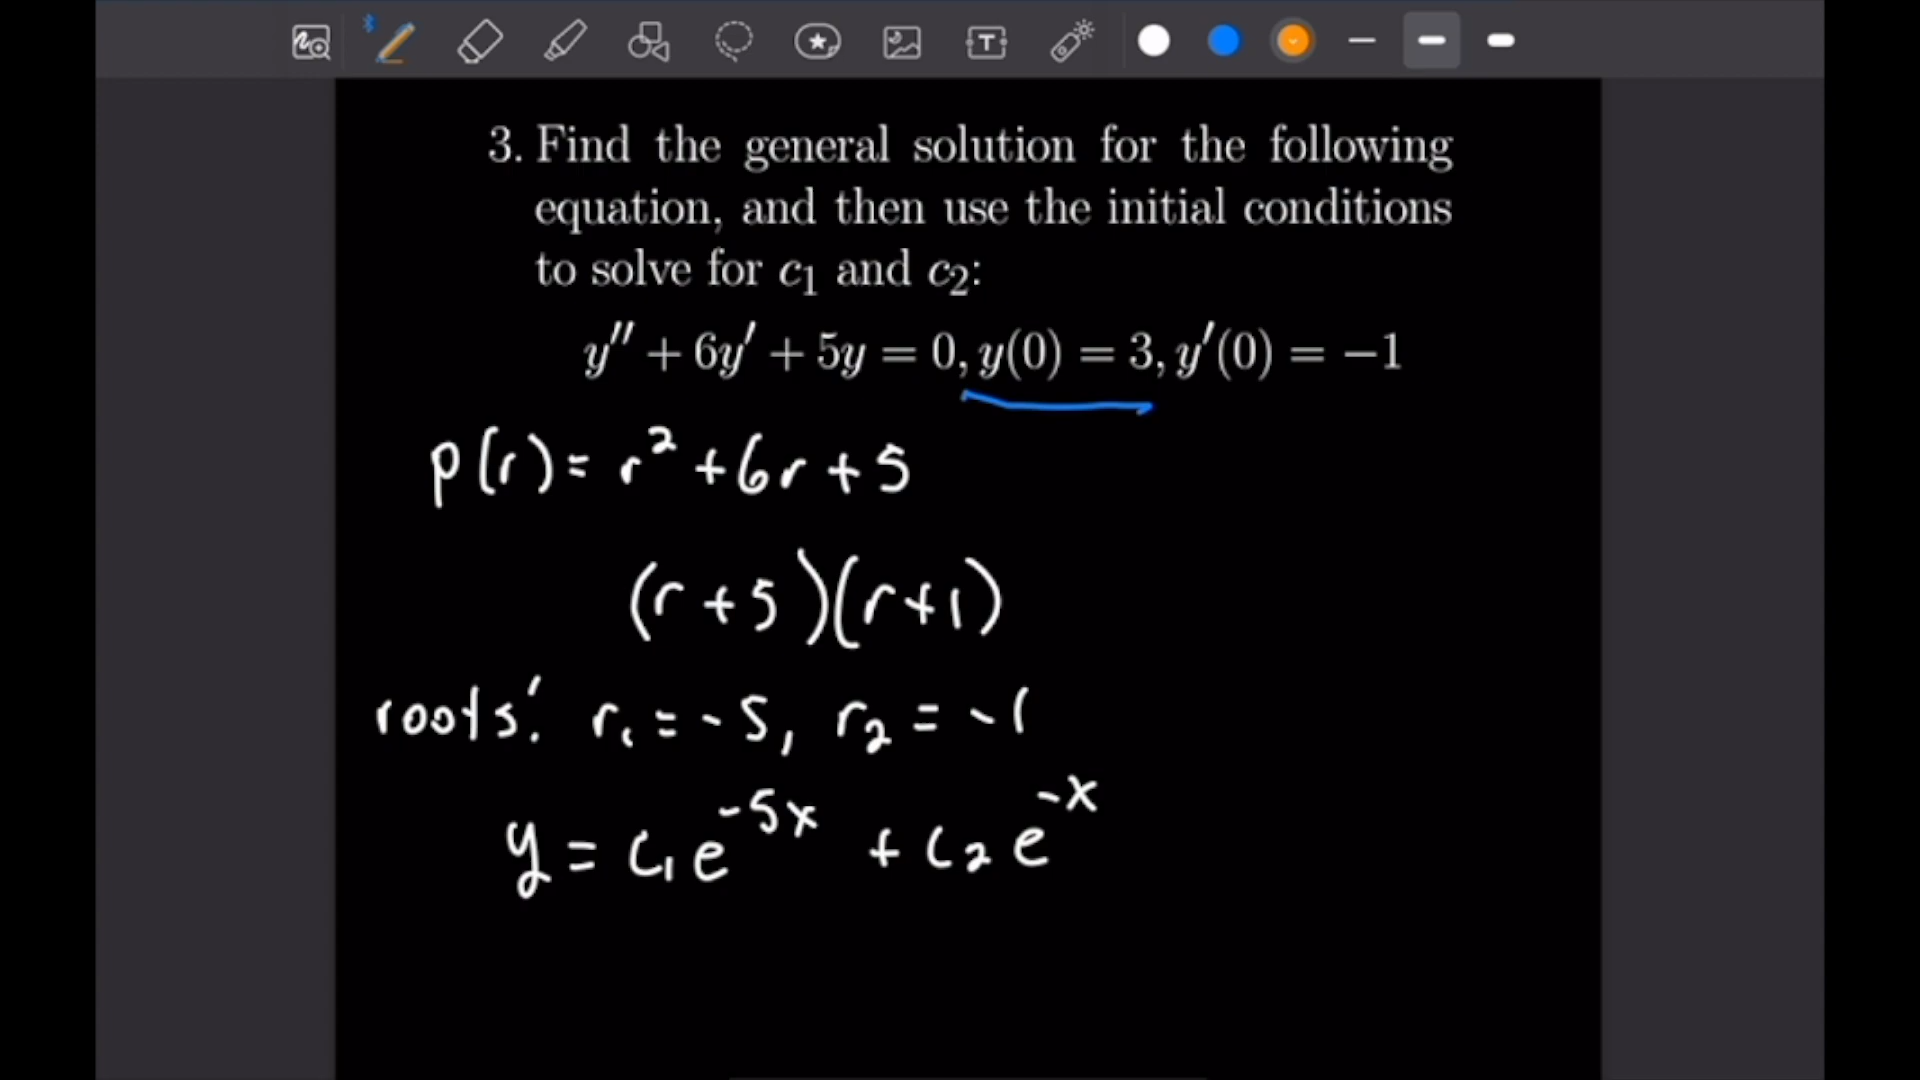 3. Find the general solution for the following
equation, and then use the initial conditions
to solve for c₁ and c₂:
y″ + 6y′ + 5y = 0, y(0) = 3, y′(0) = −1
p(r) = r² + 6r + 5
(r + 5)(r + 1)
roots: r₁ = -5, r₂ = -1
y = c₁e^{-5x} + c₂e^{-x}